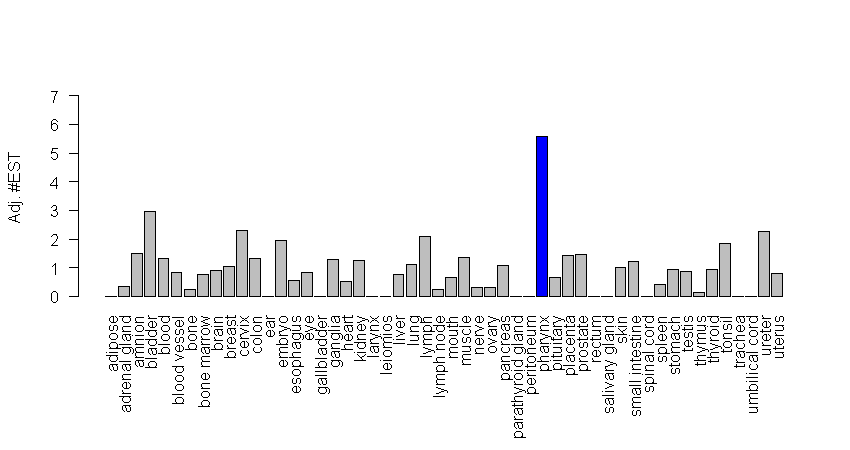 7
6
5
4
3
2
1
0
Adj. #EST
adipose
adrenal gland
amnion
bladder
blood
blood vessel
bone
bone marrow
brain
breast
cervix
colon
ear
embryo
esophagus
eye
gallbladder
ganglia
heart
kidney
larynx
leiomios
liver
lung
lymph
lymph node
mouth
muscle
nerve
ovary
pancreas
parathyroid gland
peritoneum
pharynx
pituitary
placenta
prostate
rectum
salivary gland
skin
small intestine
spinal cord
spleen
stomach
testis
thymus
thyroid
tonsil
trachea
umbilical cord
ureter
uterus